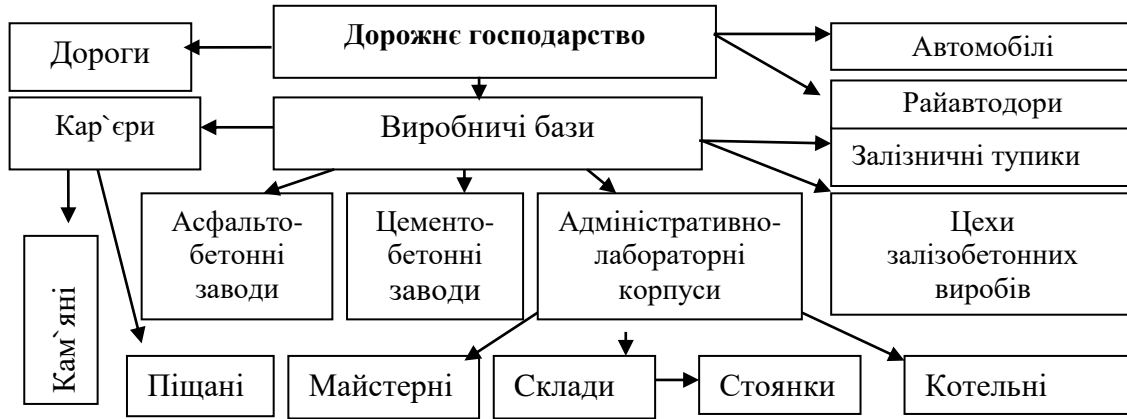 Дорожнє господарство
Дороги
Автомобілі
Райавтодори
Кар`єри
Виробничі бази
Залізничні тупики
Асфальто-
бетонні
заводи
Цементо-
бетонні
заводи
Адміністративно-
лабораторні
корпуси
Цехи
залізобетонних
виробів
Кам`яні
Піщані
Майстерні
Склади
Стоянки
Котельні